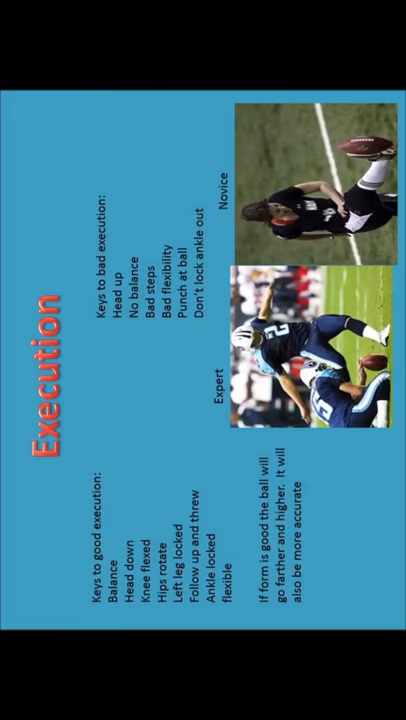 Execution
Keys to good execution:
Balance
Head down
Knee flexed
Hips rotate
Left leg locked
Follow up and threw
Ankle locked
flexible
If form is good the ball will
go farther and higher. It will
also be more accurate
Keys to bad execution:
Head up
No balance
Bad steps
Bad flexibility
Punch at ball
Don't lock ankle out
Expert
Novice
2